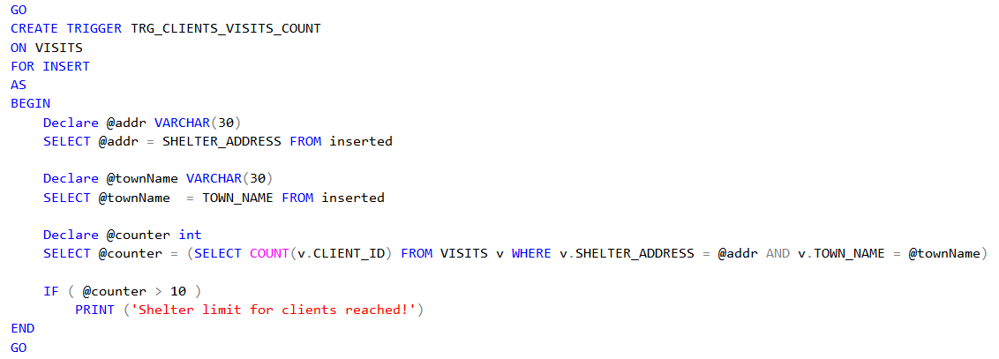 GO
CREATE TRIGGER TRG_CLIENTS_VISITS_COUNT
ON VISITS
FOR INSERT
AS
BEGIN
    Declare @addr VARCHAR(30)
    SELECT @addr = SHELTER_ADDRESS FROM inserted

    Declare @townName VARCHAR(30)
    SELECT @townName  = TOWN_NAME FROM inserted

    Declare @counter int
    SELECT @counter = (SELECT COUNT(v.CLIENT_ID) FROM VISITS v WHERE v.SHELTER_ADDRESS = @addr AND v.TOWN_NAME = @townName)

    IF ( @counter > 10 )
        PRINT ('Shelter limit for clients reached!')
END
GO